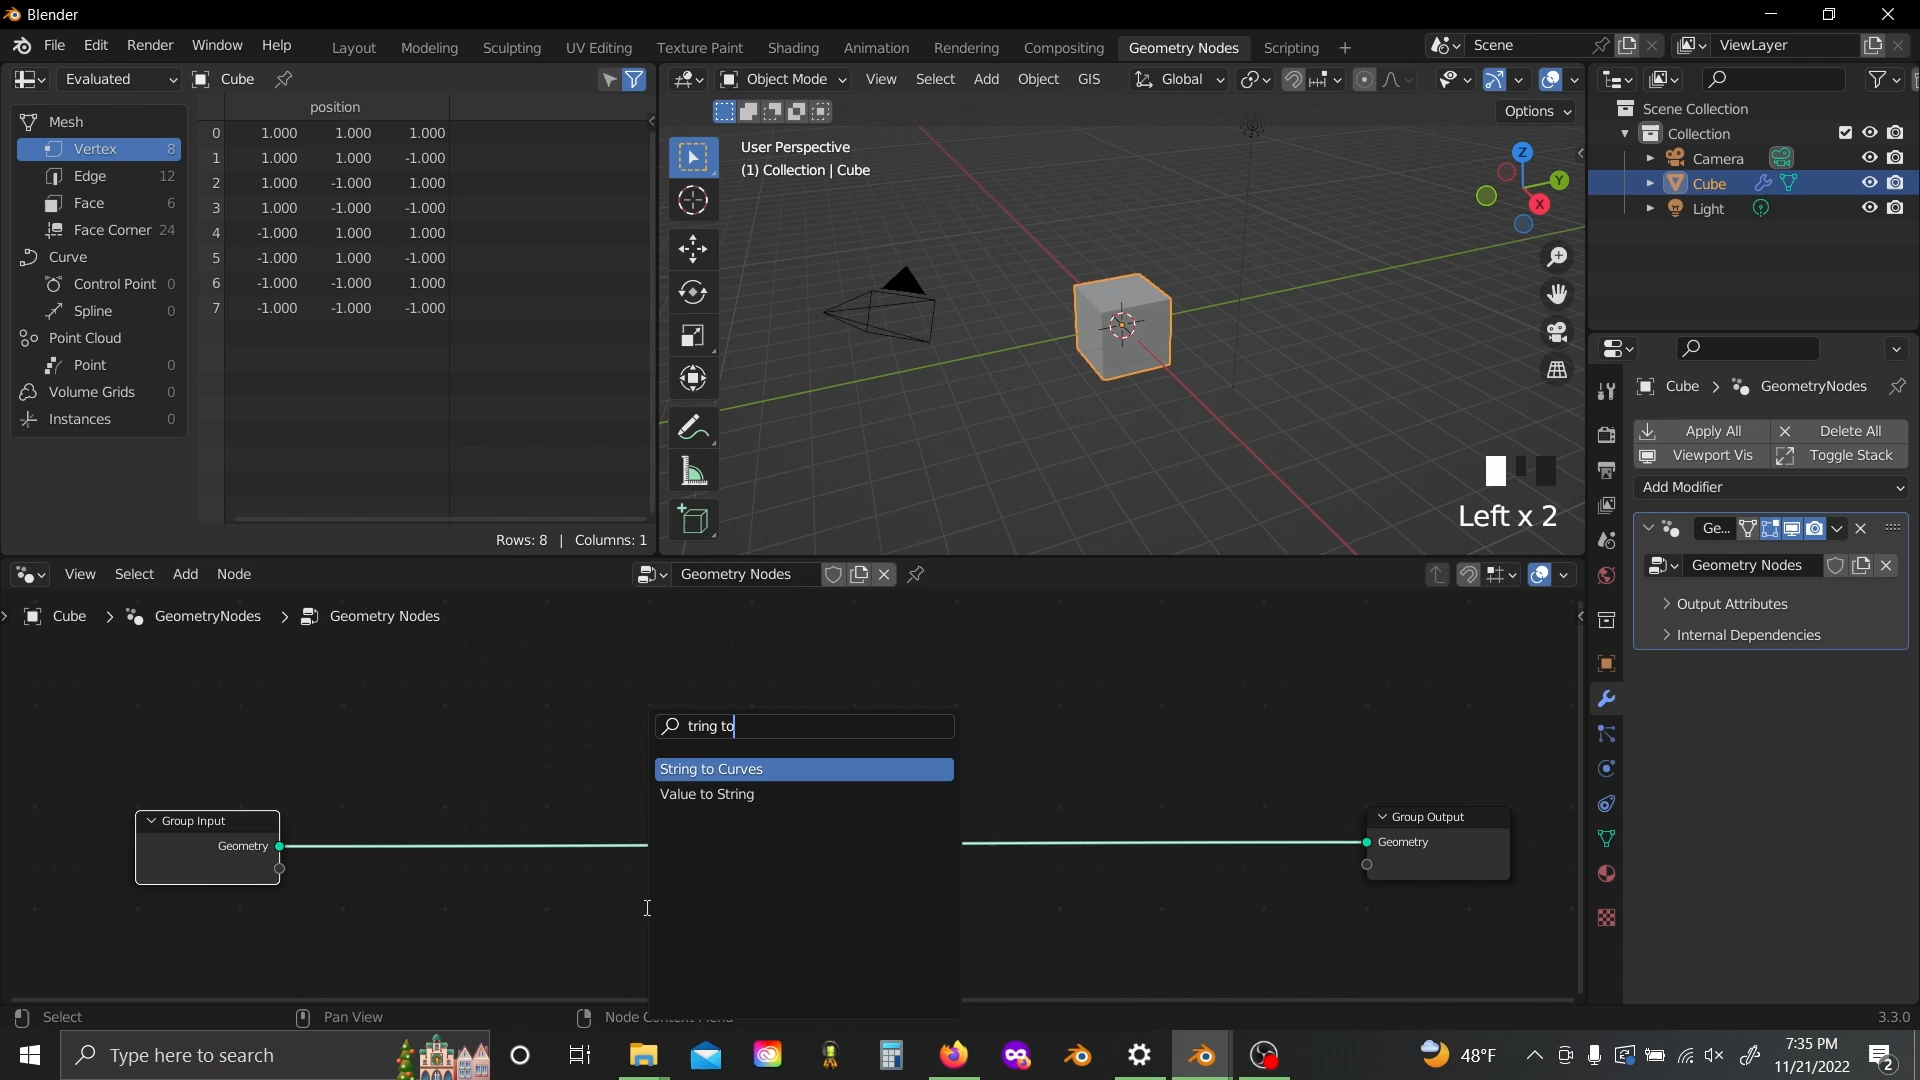 Blender
File Edit Render Window Help
Layout Modeling Sculpting UV Editing Texture Paint Shading Animation Rendering Compositing Geometry Nodes Scripting +
Scene
ViewLayer
Evaluated
Cube
position
Mesh
Vertex 8
Edge 12
Face 6
Face Corner 24
Curve
Control Point 0
Spline 0
Point Cloud
Point 0
Volume Grids 0
Instances 0
0 1.000 1.000 1.000
1 1.000 1.000 -1.000
2 1.000 -1.000 1.000
3 1.000 -1.000 -1.000
4 -1.000 1.000 1.000
5 -1.000 1.000 -1.000
6 -1.000 -1.000 1.000
7 -1.000 -1.000 -1.000
Rows: 8 | Columns: 1
Object Mode View Select Add Object GIS Global
Options
User Perspective
(1) Collection | Cube
Z
Y
X
Left x 2
Scene Collection
Collection
Camera
Cube
Light
Cube > GeometryNodes
Apply All
Delete All
Viewport Vis
Toggle Stack
Add Modifier
Ge...
Geometry Nodes
Output Attributes
Internal Dependencies
View Select Add Node
Geometry Nodes
Cube > GeometryNodes > Geometry Nodes
tring to
String to Curves
Value to String
Group Input
Geometry
Group Output
Geometry
Select
Pan View
3.3.0
Type here to search
48°F
7:35 PM
11/21/2022
2